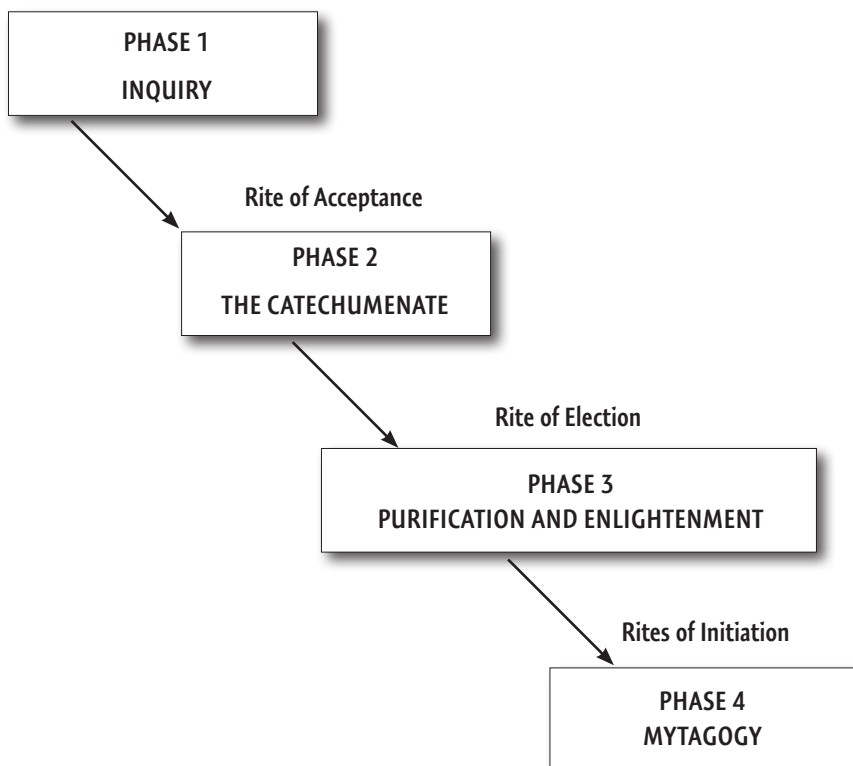 PHASE 1
INQUIRY
Rite of Acceptance
PHASE 2
THE CATECHUMENATE
Rite of Election
PHASE 3
PURIFICATION AND ENLIGHTENMENT
Rites of Initiation
PHASE 4
MYTAGOGY